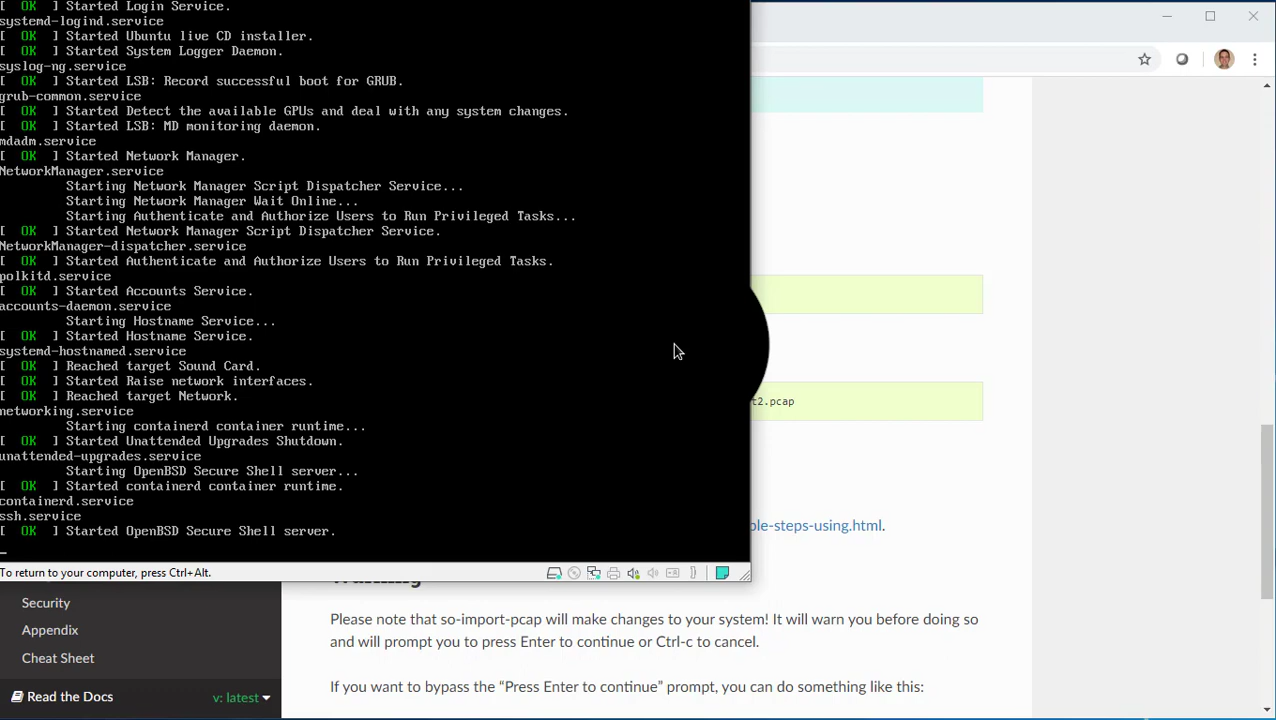 [  OK  ] Started Login Service.
systemd-logind.service
[  OK  ] Started Ubuntu live CD installer.
[  OK  ] Started System Logger Daemon.
syslog-ng.service
[  OK  ] Started LSB: Record successful boot for GRUB.
grub-common.service
[  OK  ] Started Detect the available GPUs and deal with any system changes.
[  OK  ] Started LSB: MD monitoring daemon.
mdadm.service
[  OK  ] Started Network Manager.
NetworkManager.service
Starting Network Manager Script Dispatcher Service...
Starting Network Manager Wait Online...
Starting Authenticate and Authorize Users to Run Privileged Tasks...
[  OK  ] Started Network Manager Script Dispatcher Service.
NetworkManager-dispatcher.service
[  OK  ] Started Authenticate and Authorize Users to Run Privileged Tasks.
polkitd.service
[  OK  ] Started Accounts Service.
accounts-daemon.service
Starting Hostname Service...
[  OK  ] Started Hostname Service.
systemd-hostnamed.service
[  OK  ] Reached target Sound Card.
[  OK  ] Started Raise network interfaces.
[  OK  ] Reached target Network.
networking.service
Starting containerd container runtime...
[  OK  ] Started Unattended Upgrades Shutdown.
unattended-upgrades.service
Starting OpenBSD Secure Shell server...
[  OK  ] Started containerd container runtime.
containerd.service
ssh.service
[  OK  ] Started OpenBSD Secure Shell server.
To return to your computer, press Ctrl+Alt.
t2.pcap
ble-steps-using.html.
Security
Appendix
Cheat Sheet
Read the Docs
v: latest
Please note that so-import-pcap will make changes to your system! It will warn you before doing so
and will prompt you to press Enter to continue or Ctrl-c to cancel.
If you want to bypass the “Press Enter to continue” prompt, you can do something like this: